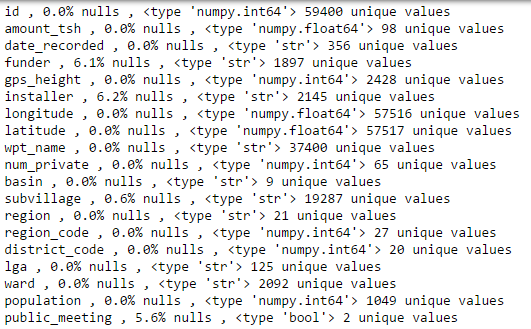 id , 0.0% nulls , <type 'numpy.int64'> 59400 unique values
amount_tsh , 0.0% nulls , <type 'numpy.float64'> 98 unique values
date_recorded , 0.0% nulls , <type 'str'> 356 unique values
funder , 6.1% nulls , <type 'str'> 1897 unique values
gps_height , 0.0% nulls , <type 'numpy.int64'> 2428 unique values
installer , 6.2% nulls , <type 'str'> 2145 unique values
longitude , 0.0% nulls , <type 'numpy.float64'> 57516 unique values
latitude , 0.0% nulls , <type 'numpy.float64'> 57517 unique values
wpt_name , 0.0% nulls , <type 'str'> 37400 unique values
num_private , 0.0% nulls , <type 'numpy.int64'> 65 unique values
basin , 0.0% nulls , <type 'str'> 9 unique values
subvillage , 0.6% nulls , <type 'str'> 19287 unique values
region , 0.0% nulls , <type 'str'> 21 unique values
region_code , 0.0% nulls , <type 'numpy.int64'> 27 unique values
district_code , 0.0% nulls , <type 'numpy.int64'> 20 unique values
lga , 0.0% nulls , <type 'str'> 125 unique values
ward , 0.0% nulls , <type 'str'> 2092 unique values
population , 0.0% nulls , <type 'numpy.int64'> 1049 unique values
public_meeting , 5.6% nulls , <type 'bool'> 2 unique values